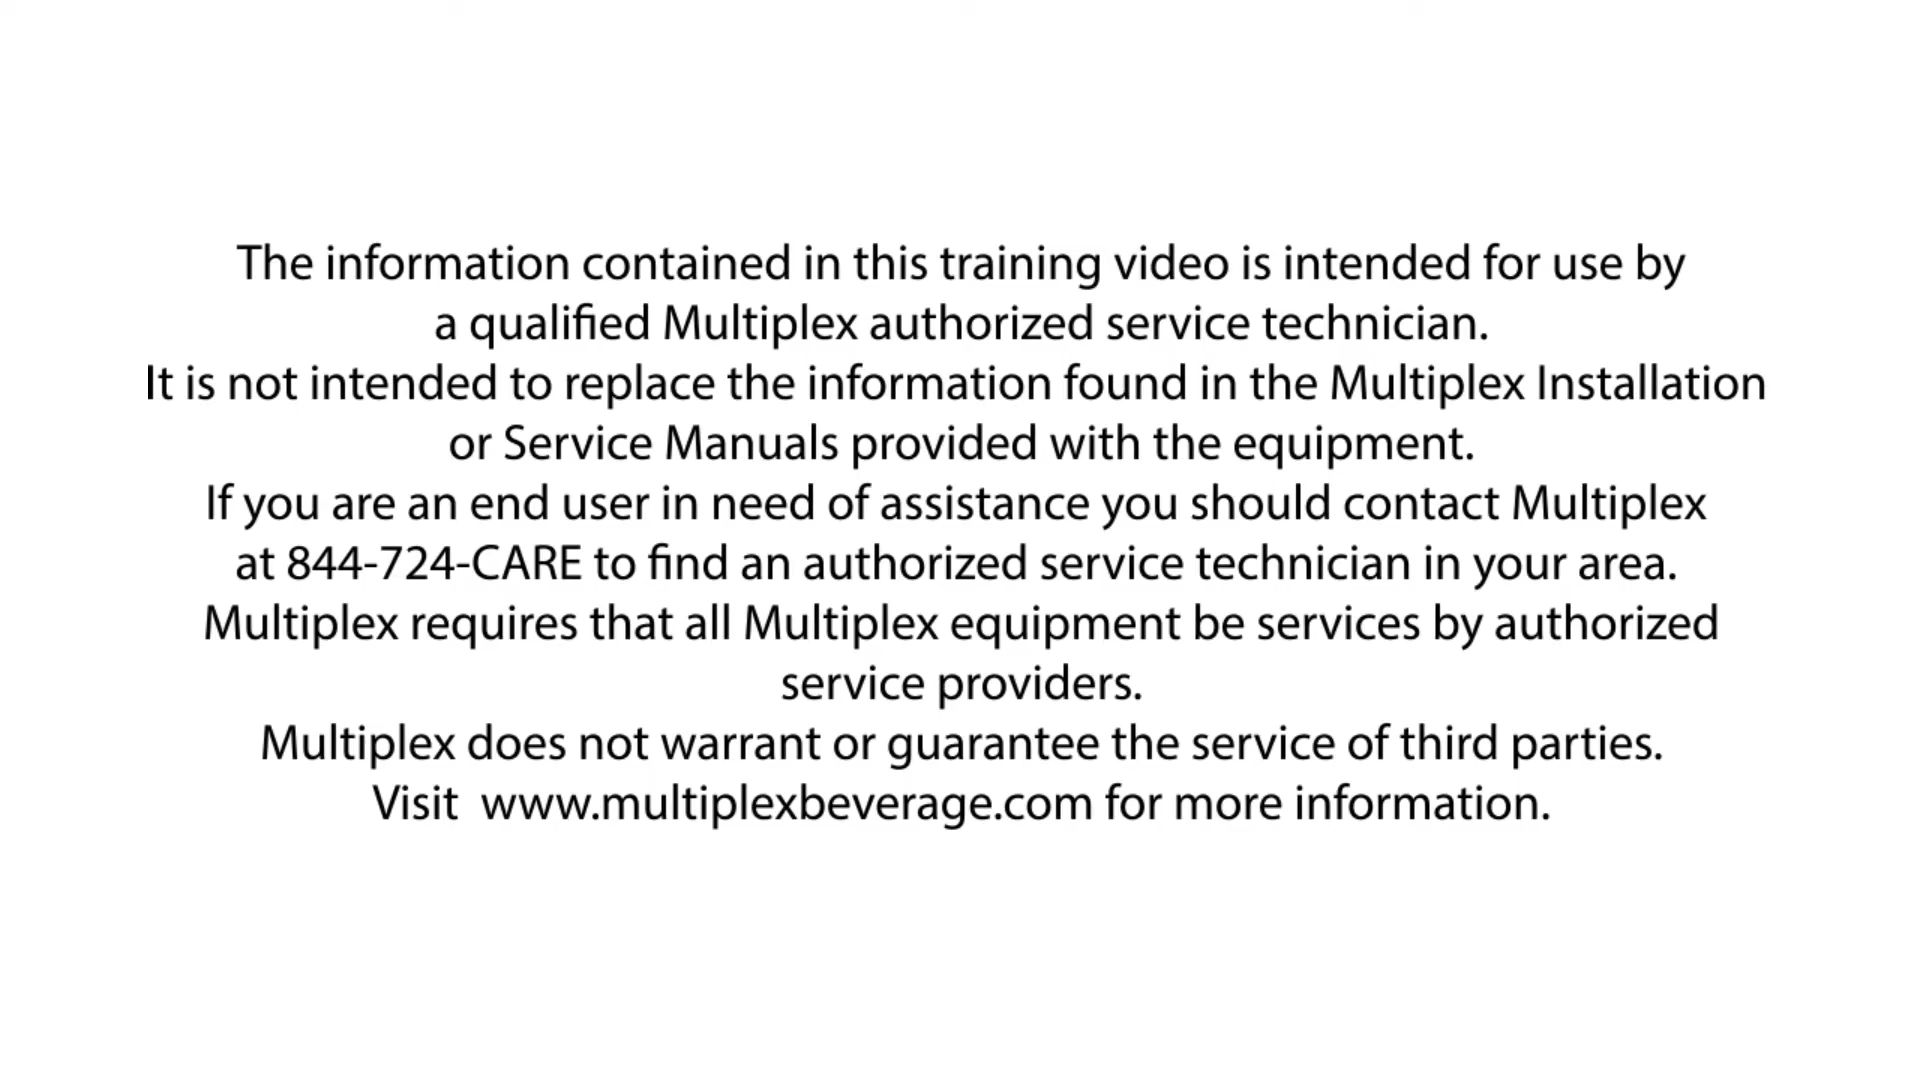 The information contained in this training video is intended for use by
a qualified Multiplex authorized service technician.
It is not intended to replace the information found in the Multiplex Installation
or Service Manuals provided with the equipment.
If you are an end user in need of assistance you should contact Multiplex
at 844-724-CARE to find an authorized service technician in your area.
Multiplex requires that all Multiplex equipment be services by authorized
service providers.
Multiplex does not warrant or guarantee the service of third parties.
Visit  www.multiplexbeverage.com for more information.